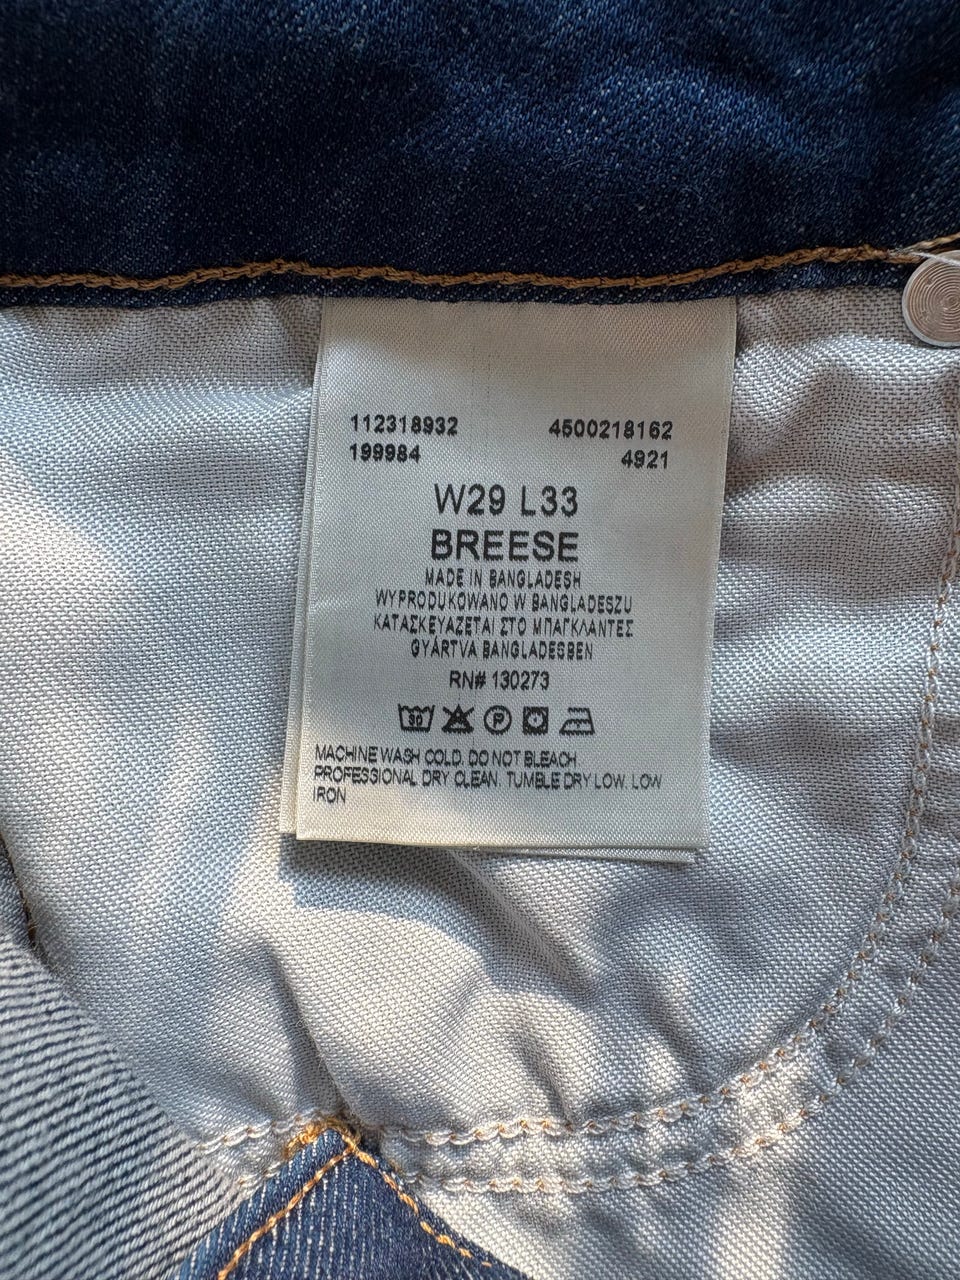 112318932 4500218162
199984 4921
W29 L33
BREESE
MADE IN BANGLADESH
WYPRODUKOWANO W BANGLADESZU
ΚΑΤΑΣΚΕΥΑΖΕΤΑΙ ΣΤΟ ΜΠΑΓΚΛΑΝΤΕΣ
GYÁRTVA BANGLADESBEN
RN# 130273
30 P
MACHINE WASH COLD. DO NOT BLEACH
PROFESSIONAL DRY CLEAN. TUMBLE DRY LOW. LOW
IRON